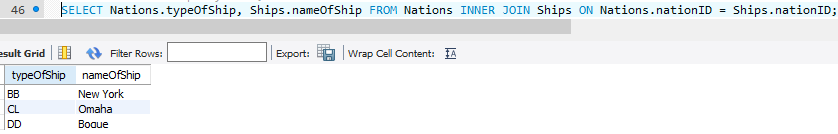 46 SELECT Nations.typeOfShip, Ships.nameOfShip FROM Nations INNER JOIN Ships ON Nations.nationID = Ships.nationID;
esult Grid Filter Rows: Export: Wrap Cell Content: IA
typeOfShip nameOfShip
BB New York
CL Omaha
DD Bogue